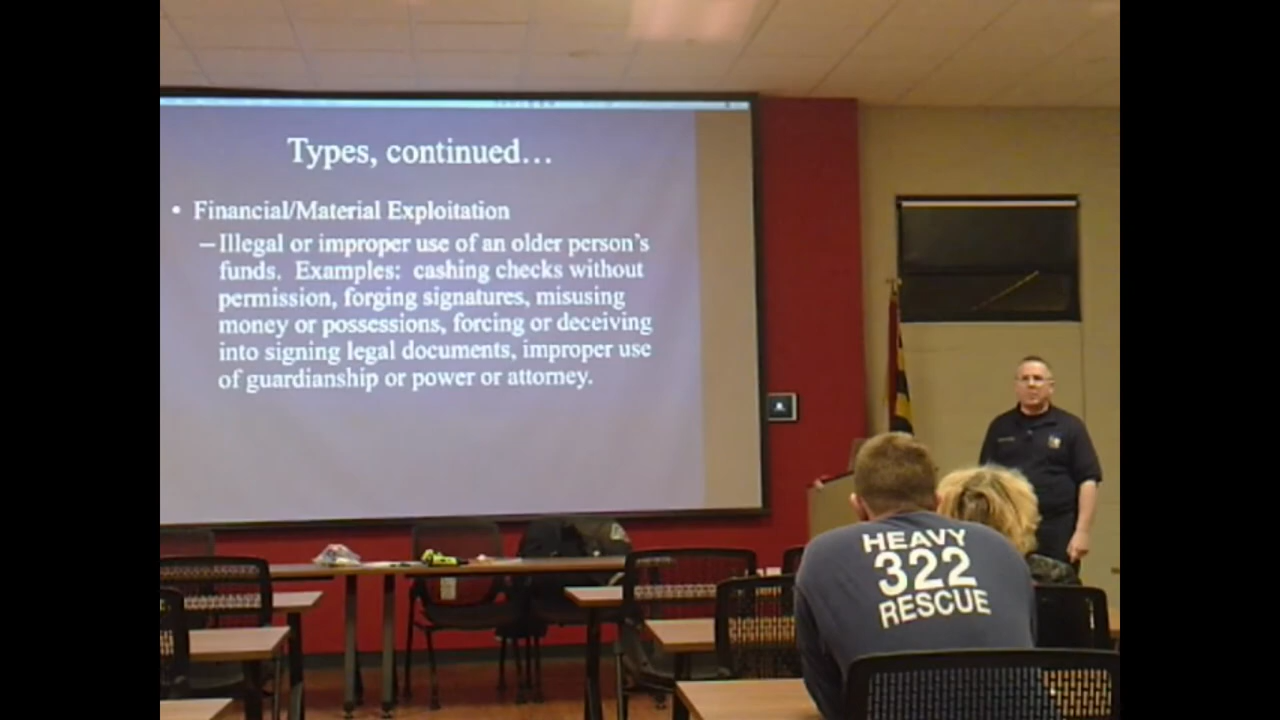 Types, continued…
• Financial/Material Exploitation
– Illegal or improper use of an older person's
funds. Examples: cashing checks without
permission, forging signatures, misusing
money or possessions, forcing or deceiving
into signing legal documents, improper use
of guardianship or power or attorney.
HEAVY
322
RESCUE